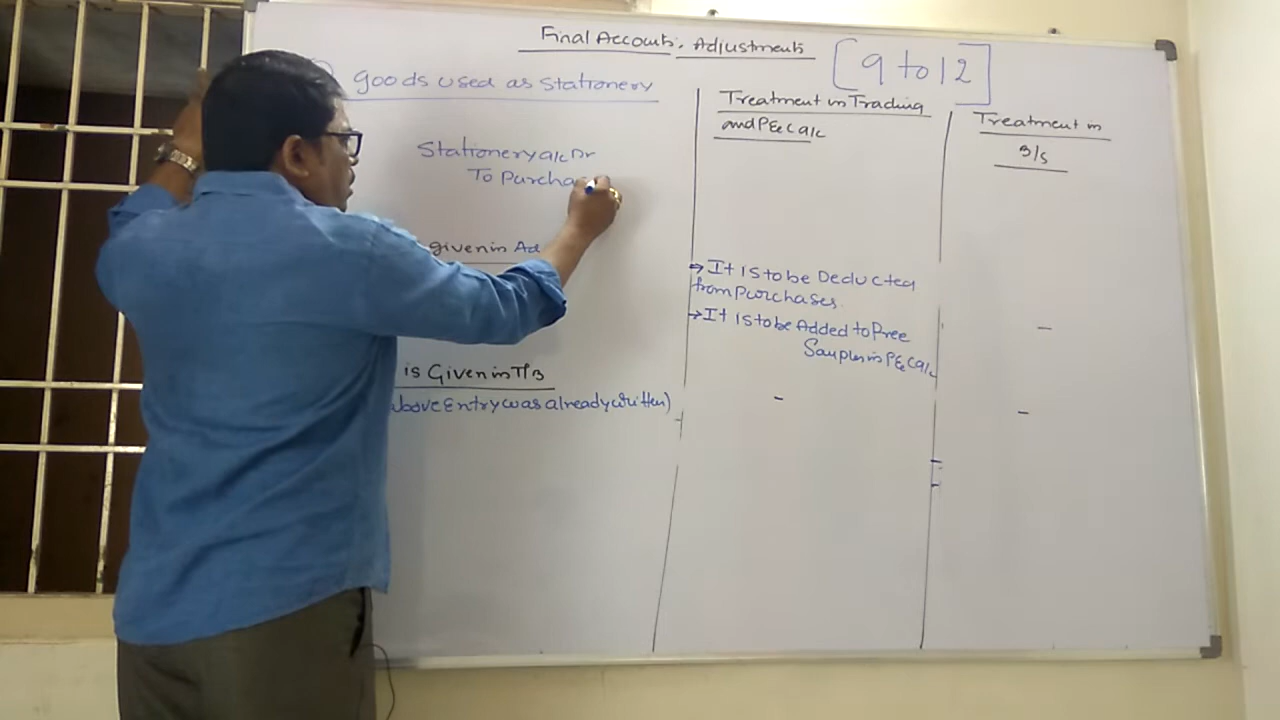 Final Accounts, Adjustments
[9 to 12]
goods used as Stationery
Treatment in Trading
and P&L a/c
Treatment in
B/S
Stationery a/c Dr
To Purcha
given in Ad
→ It is to be Deducted
from Purchases.
→ It is to be Added to Free
Samples in P&L a/c
-
is Given in T/B
above Entry was already written)
-
-